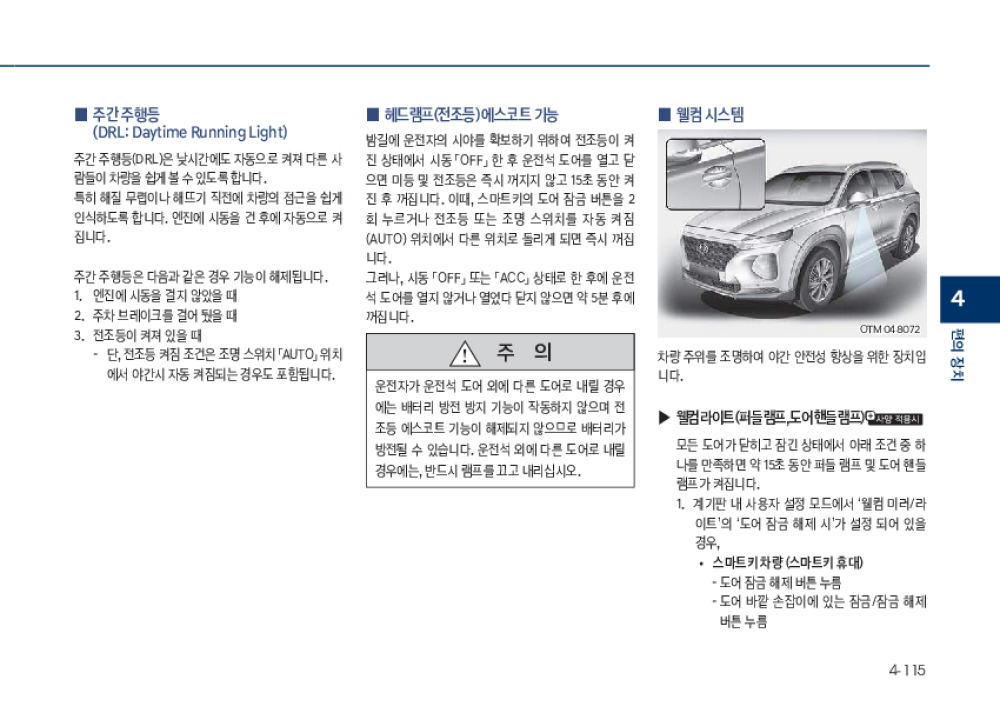 ■ 주간 주행등
(DRL: Daytime Running Light)
주간 주행등(DRL)은 낮시간에도 자동으로 켜져 다른 사
람들이 차량을 쉽게 볼 수 있도록 합니다.
특히 해질 무렵이나 해뜨기 직전에 차량의 접근을 쉽게
인식하도록 합니다. 엔진에 시동을 건 후에 자동으로 켜
집니다.
주간 주행등은 다음과 같은 경우 기능이 해제됩니다.
1. 엔진에 시동을 걸지 않았을 때
2. 주차 브레이크를 걸어 뒀을 때
3. 전조등이 켜져 있을 때
- 단, 전조등 켜짐 조건은 조명 스위치 「AUTO」 위치
에서 야간시 자동 켜짐되는 경우도 포함됩니다.
■ 헤드램프(전조등) 에스코트 기능
밤길에 운전자의 시야를 확보하기 위하여 전조등이 켜
진 상태에서 시동 「OFF」 한 후 운전석 도어를 열고 닫
으면 미등 및 전조등은 즉시 꺼지지 않고 15초 동안 켜
진 후 꺼집니다. 이때, 스마트키의 도어 잠금 버튼을 2
회 누르거나 전조등 또는 조명 스위치를 자동 켜짐
(AUTO) 위치에서 다른 위치로 돌리게 되면 즉시 꺼집
니다.
그러나, 시동 「OFF」 또는 「ACC」 상태로 한 후에 운전
석 도어를 열지 않거나 열었다 닫지 않으면 약 5분 후에
꺼집니다.
주 의
운전자가 운전석 도어 외에 다른 도어로 내릴 경우
에는 배터리 방전 방지 기능이 작동하지 않으며 전
조등 에스코트 기능이 해제되지 않으므로 배터리가
방전될 수 있습니다. 운전석 외에 다른 도어로 내릴
경우에는, 반드시 램프를 끄고 내리십시오.
■ 웰컴 시스템
OTM048072
차량 주위를 조명하여 야간 안전성 향상을 위한 장치입
니다.
▶ 웰컴 라이트(퍼들 램프, 도어 핸들 램프) 사양 적용시
모든 도어가 닫히고 잠긴 상태에서 아래 조건 중 하
나를 만족하면 약 15초 동안 퍼들 램프 및 도어 핸들
램프가 켜집니다.
1. 계기판 내 사용자 설정 모드에서 ‘웰컴 미러/라
이트’의 ‘도어 잠금 해제 시’가 설정 되어 있을
경우,
• 스마트키 차량 (스마트키 휴대)
- 도어 잠금 해제 버튼 누름
- 도어 바깥 손잡이에 있는 잠금/잠금 해제
버튼 누름
4
편의 장치
4-115